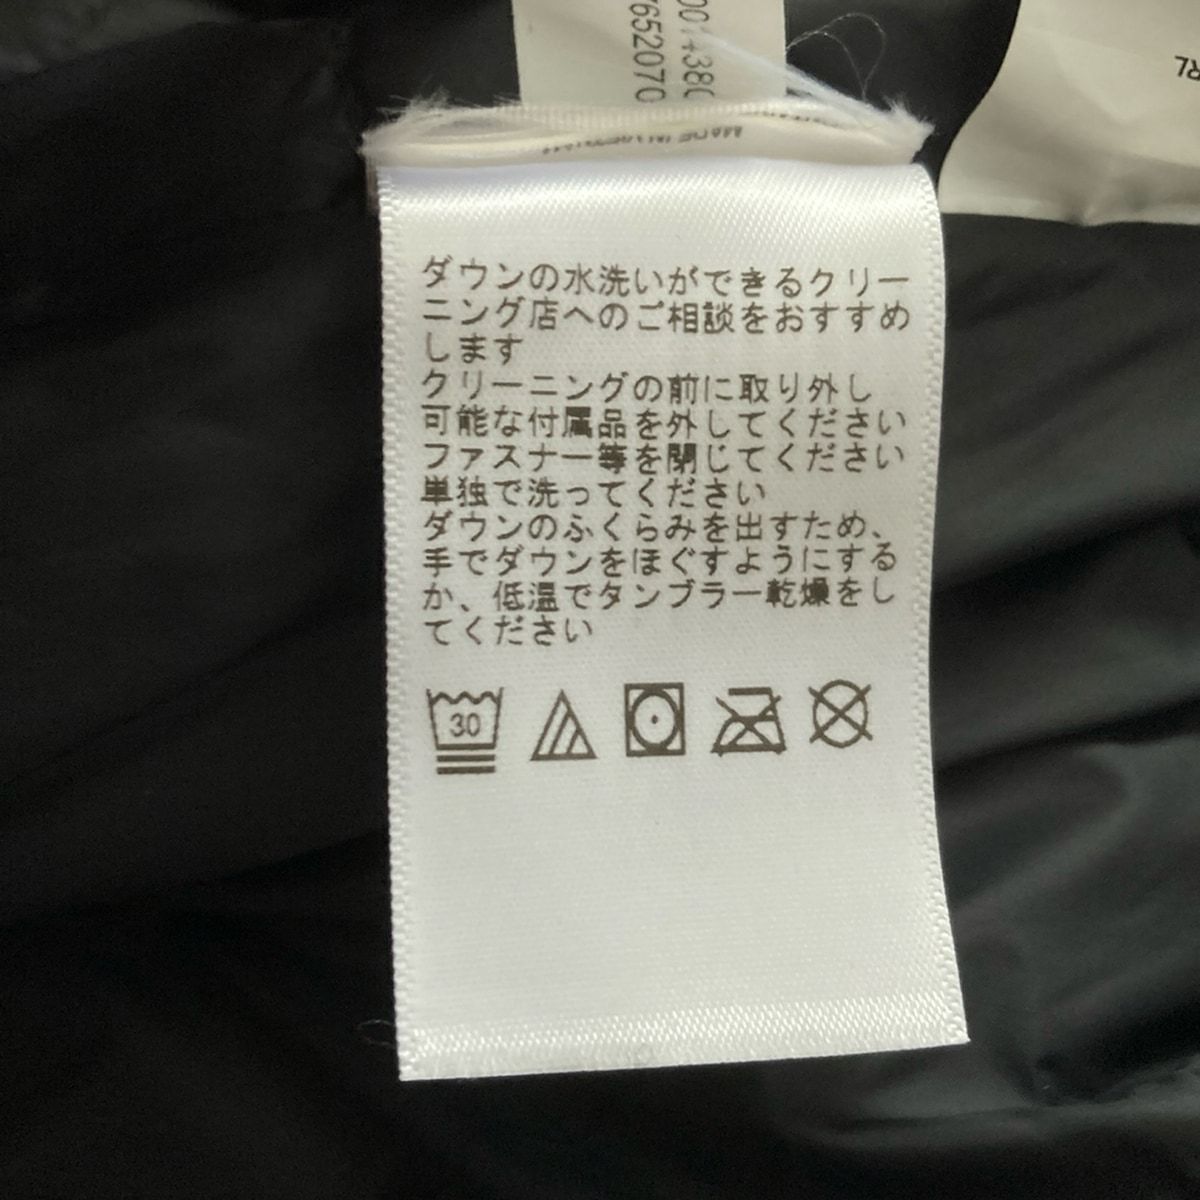 7652070
RL
MADE IN
ダウンの水洗いができるクリー
ニング店へのご相談をおすすめ
します
クリーニングの前に取り外し
可能な付属品を外してください
ファスナー等を閉じてください
単独で洗ってください
ダウンのふくらみを出すため、
手でダウンをほぐすようにする
か、低温でタンブラー乾燥をし
てください
30